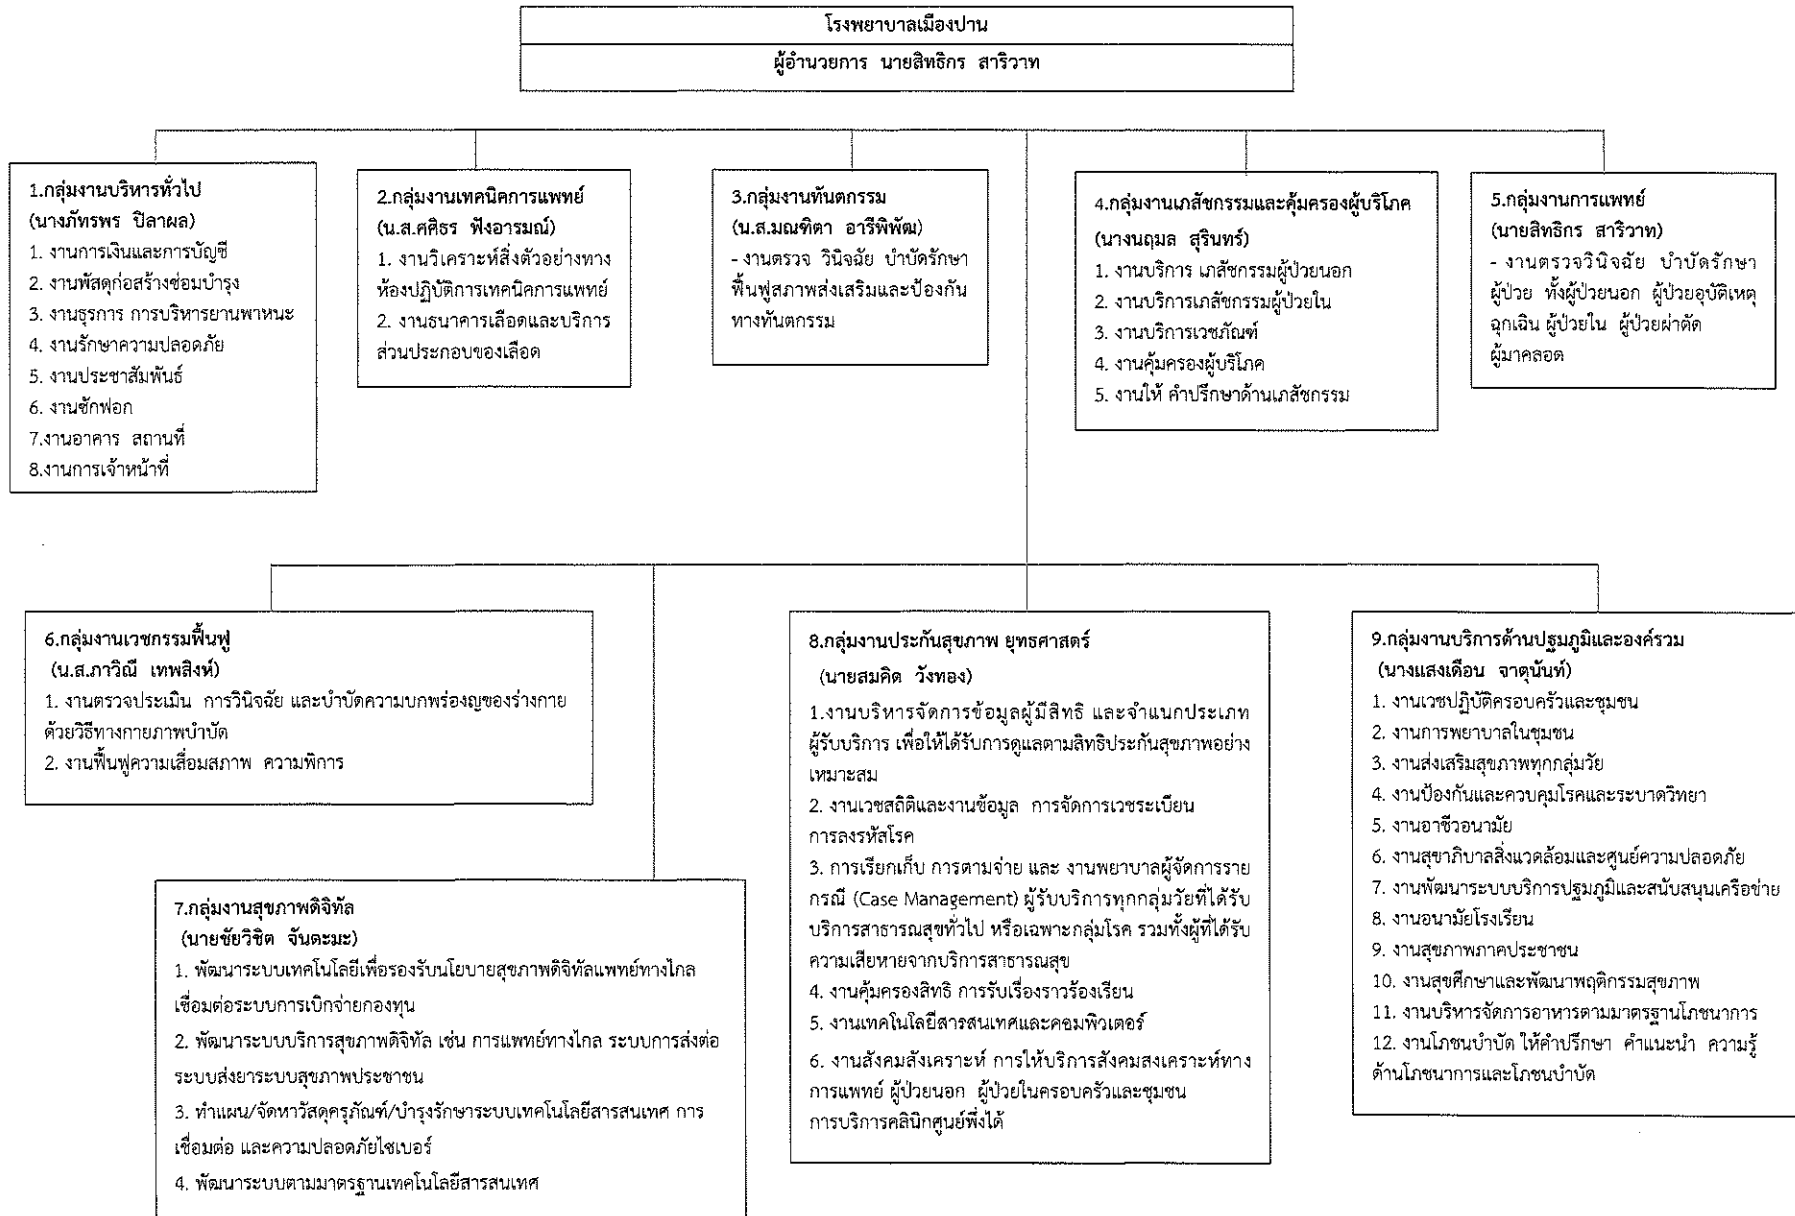 โรงพยาบาลเมืองปาน
ผู้อำนวยการ นายสิทธิกร สาริวาท
1.กลุ่มงานบริหารทั่วไป
(นางภัทรพร ปิลาผล)
1. งานการเงินและการบัญชี
2. งานพัสดุก่อสร้างซ่อมบำรุง
3. งานธุรการ การบริหารยานพาหนะ
4. งานรักษาความปลอดภัย
5. งานประชาสัมพันธ์
6. งานซักฟอก
7.งานอาคาร สถานที่
8.งานการเจ้าหน้าที่
2.กลุ่มงานเทคนิคการแพทย์
(น.ส.ศศิธร ฟังอารมณ์)
1. งานวิเคราะห์สิ่งตัวอย่างทาง
ห้องปฏิบัติการเทคนิคการแพทย์
2. งานธนาคารเลือดและบริการ
ส่วนประกอบของเลือด
3.กลุ่มงานทันตกรรม
(น.ส.มณฑิตา อารีพิพัฒ)
- งานตรวจ วินิจฉัย บำบัดรักษา
ฟื้นฟูสภาพส่งเสริมและป้องกัน
ทางทันตกรรม
4.กลุ่มงานเภสัชกรรมและคุ้มครองผู้บริโภค
(นางนฤมล สุรินทร์)
1. งานบริการ เภสัชกรรมผู้ป่วยนอก
2. งานบริการเภสัชกรรมผู้ป่วยใน
3. งานบริการเวชภัณฑ์
4. งานคุ้มครองผู้บริโภค
5. งานให้ คำปรึกษาด้านเภสัชกรรม
5.กลุ่มงานการแพทย์
(นายสิทธิกร สาริวาท)
- งานตรวจวินิจฉัย บำบัดรักษา
ผู้ป่วย ทั้งผู้ป่วยนอก ผู้ป่วยอุบัติเหตุ
ฉุกเฉิน ผู้ป่วยใน ผู้ป่วยผ่าตัด
ผู้มาคลอด
6.กลุ่มงานเวชกรรมฟื้นฟู
(น.ส.ภาวิณี เทพสิงห์)
1. งานตรวจประเมิน การวินิจฉัย และบำบัดความบกพร่องญของร่างกาย
ด้วยวิธีทางกายภาพบำบัด
2. งานฟื้นฟูความเสื่อมสภาพ ความพิการ
7.กลุ่มงานสุขภาพดิจิทัล
(นายชัยวิชิต จันตะมะ)
1. พัฒนาระบบเทคโนโลยีเพื่อรองรับนโยบายสุขภาพดิจิทัลแพทย์ทางไกล
เชื่อมต่อระบบการเบิกจ่ายกองทุน
2. พัฒนาระบบบริการสุขภาพดิจิทัล เช่น การแพทย์ทางไกล ระบบการส่งต่อ
ระบบส่งยาระบบสุขภาพประชาชน
3. ทำแผน/จัดหาวัสดุครุภัณฑ์/บำรุงรักษาระบบเทคโนโลยีสารสนเทศ การ
เชื่อมต่อ และความปลอดภัยไซเบอร์
4. พัฒนาระบบตามมาตรฐานเทคโนโลยีสารสนเทศ
8.กลุ่มงานประกันสุขภาพ ยุทธศาสตร์
(นายสมคิด วังทอง)
1.งานบริหารจัดการข้อมูลผู้มีสิทธิ และจำแนกประเภท
ผู้รับบริการ เพื่อให้ได้รับการดูแลตามสิทธิประกันสุขภาพอย่าง
เหมาะสม
2. งานเวชสถิติและงานข้อมูล การจัดการเวชระเบียน
การลงรหัสโรค
3. การเรียกเก็บ การตามจ่าย และ งานพยาบาลผู้จัดการราย
กรณี (Case Management) ผู้รับบริการทุกกลุ่มวัยที่ได้รับ
บริการสาธารณสุขทั่วไป หรือเฉพาะกลุ่มโรค รวมทั้งผู้ที่ได้รับ
ความเสียหายจากบริการสาธารณสุข
4. งานคุ้มครองสิทธิ การรับเรื่องราวร้องเรียน
5. งานเทคโนโลยีสารสนเทศและคอมพิวเตอร์
6. งานสังคมสังเคราะห์ การให้บริการสังคมสงเคราะห์ทาง
การแพทย์ ผู้ป่วยนอก ผู้ป่วยในครอบครัวและชุมชน
การบริการคลินิกศูนย์พึ่งได้
9.กลุ่มงานบริการด้านปฐมภูมิและองค์รวม
(นางแสงเดือน จาตุนันท์)
1. งานเวชปฏิบัติครอบครัวและชุมชน
2. งานการพยาบาลในชุมชน
3. งานส่งเสริมสุขภาพทุกกลุ่มวัย
4. งานป้องกันและควบคุมโรคและระบาดวิทยา
5. งานอาชีวอนามัย
6. งานสุขาภิบาลสิ่งแวดล้อมและศูนย์ความปลอดภัย
7. งานพัฒนาระบบบริการปฐมภูมิและสนับสนุนเครือข่าย
8. งานอนามัยโรงเรียน
9. งานสุขภาพภาคประชาชน
10. งานสุขศึกษาและพัฒนาพฤติกรรมสุขภาพ
11. งานบริหารจัดการอาหารตามมาตรฐานโภชนาการ
12. งานโภชนบำบัด ให้คำปรึกษา คำแนะนำ ความรู้
ด้านโภชนาการและโภชนบำบัด